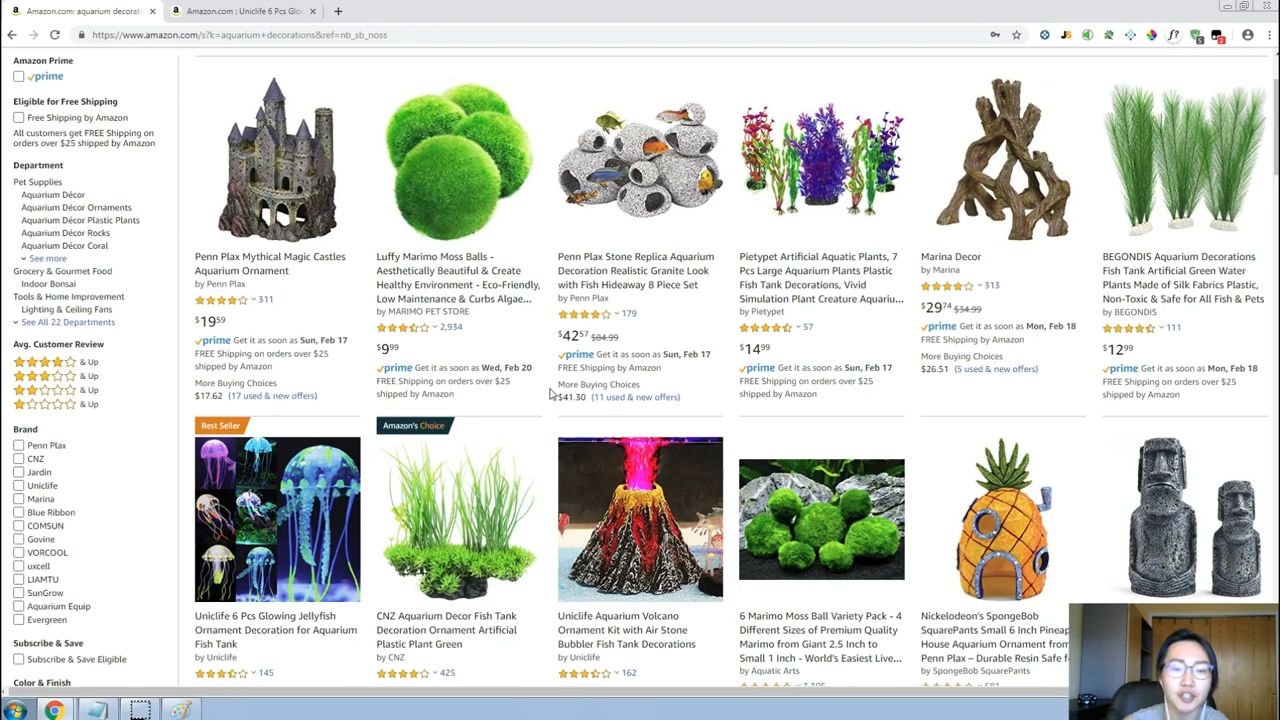 Amazon.com: aquarium decorati
Amazon.com : Uniclife 6 Pcs Glo
https://www.amazon.com/s?k=aquarium+decorations&ref=nb_sb_noss
JS
f?
5
2
Amazon Prime
prime
Eligible for Free Shipping
Free Shipping by Amazon
All customers get FREE Shipping on
orders over $25 shipped by Amazon
Department
Pet Supplies
Aquarium Décor
Aquarium Décor Ornaments
Aquarium Décor Plastic Plants
Aquarium Décor Rocks
Aquarium Décor Coral
See more
Grocery & Gourmet Food
Indoor Bonsai
Tools & Home Improvement
Lighting & Ceiling Fans
See All 22 Departments
Avg. Customer Review
& Up
& Up
& Up
& Up
Brand
Penn Plax
CNZ
Jardin
Uniclife
Marina
Blue Ribbon
COMSUN
Govine
VORCOOL
uxcell
LIAMTU
SunGrow
Aquarium Equip
Evergreen
Subscribe & Save
Subscribe & Save Eligible
Color & Finish
Penn Plax Mythical Magic Castles
Aquarium Ornament
by Penn Plax
311
$1959
prime Get it as soon as Sun, Feb 17
FREE Shipping on orders over $25
shipped by Amazon
More Buying Choices
$17.62 (17 used & new offers)
Luffy Marimo Moss Balls -
Aesthetically Beautiful & Create
Healthy Environment - Eco-Friendly,
Low Maintenance & Curbs Algae...
by MARIMO PET STORE
2,934
$9.99
prime Get it as soon as Wed, Feb 20
FREE Shipping on orders over $25
shipped by Amazon
Penn Plax Stone Replica Aquarium
Decoration Realistic Granite Look
with Fish Hideaway 8 Piece Set
by Penn Plax
179
$4257 $84.99
prime Get it as soon as Sun, Feb 17
FREE Shipping by Amazon
More Buying Choices
$41.30 (11 used & new offers)
Pietypet Artificial Aquatic Plants, 7
Pcs Large Aquarium Plants Plastic
Fish Tank Decorations, Vivid
Simulation Plant Creature Aquariu...
by Pietypet
57
$1499
prime Get it as soon as Sun, Feb 17
FREE Shipping on orders over $25
shipped by Amazon
Marina Decor
by Marina
313
$2974 $34.99
prime Get it as soon as Mon, Feb 18
FREE Shipping by Amazon
More Buying Choices
$26.51 (5 used & new offers)
BEGONDIS Aquarium Decorations
Fish Tank Artificial Green Water
Plants Made of Silk Fabrics Plastic,
Non-Toxic & Safe for All Fish & Pets
by BEGONDIS
111
$1299
prime Get it as soon as Mon, Feb 18
FREE Shipping on orders over $25
shipped by Amazon
Best Seller
Uniclife 6 Pcs Glowing Jellyfish
Ornament Decoration for Aquarium
Fish Tank
by Uniclife
145
Amazon's Choice
CNZ Aquarium Decor Fish Tank
Decoration Ornament Artificial
Plastic Plant Green
by CNZ
425
Uniclife Aquarium Volcano
Ornament Kit with Air Stone
Bubbler Fish Tank Decorations
by Uniclife
162
6 Marimo Moss Ball Variety Pack - 4
Different Sizes of Premium Quality
Marimo from Giant 2.5 Inch to
Small 1 Inch - World's Easiest Live...
by Aquatic Arts
Nickelodeon's SpongeBob
SquarePants Small 6 Inch Pineap
House Aquarium Ornament from
Penn Plax – Durable Resin Safe f
by SpongeBob SquarePants